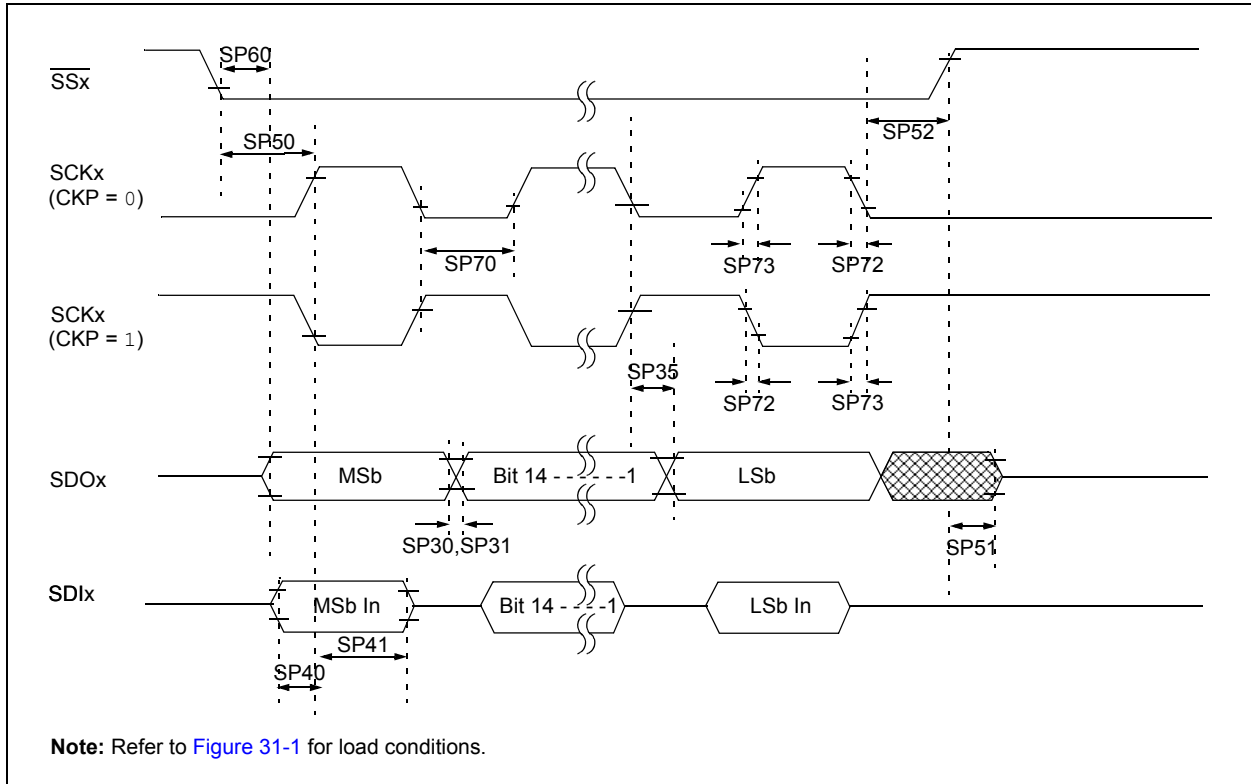 SP60
SSx
SP52
SP50
SCKx
(CKP = 0)
SP70
SP73
SP72
SCKx
(CKP = 1)
SP35
SP72
SP73
SDOx
MSb
Bit 14 - - - - - -1
LSb
SP30,SP31
SP51
SDIx
MSb In
Bit 14 - - - -1
LSb In
SP41
SP40
Note: Refer to Figure 31-1 for load conditions.